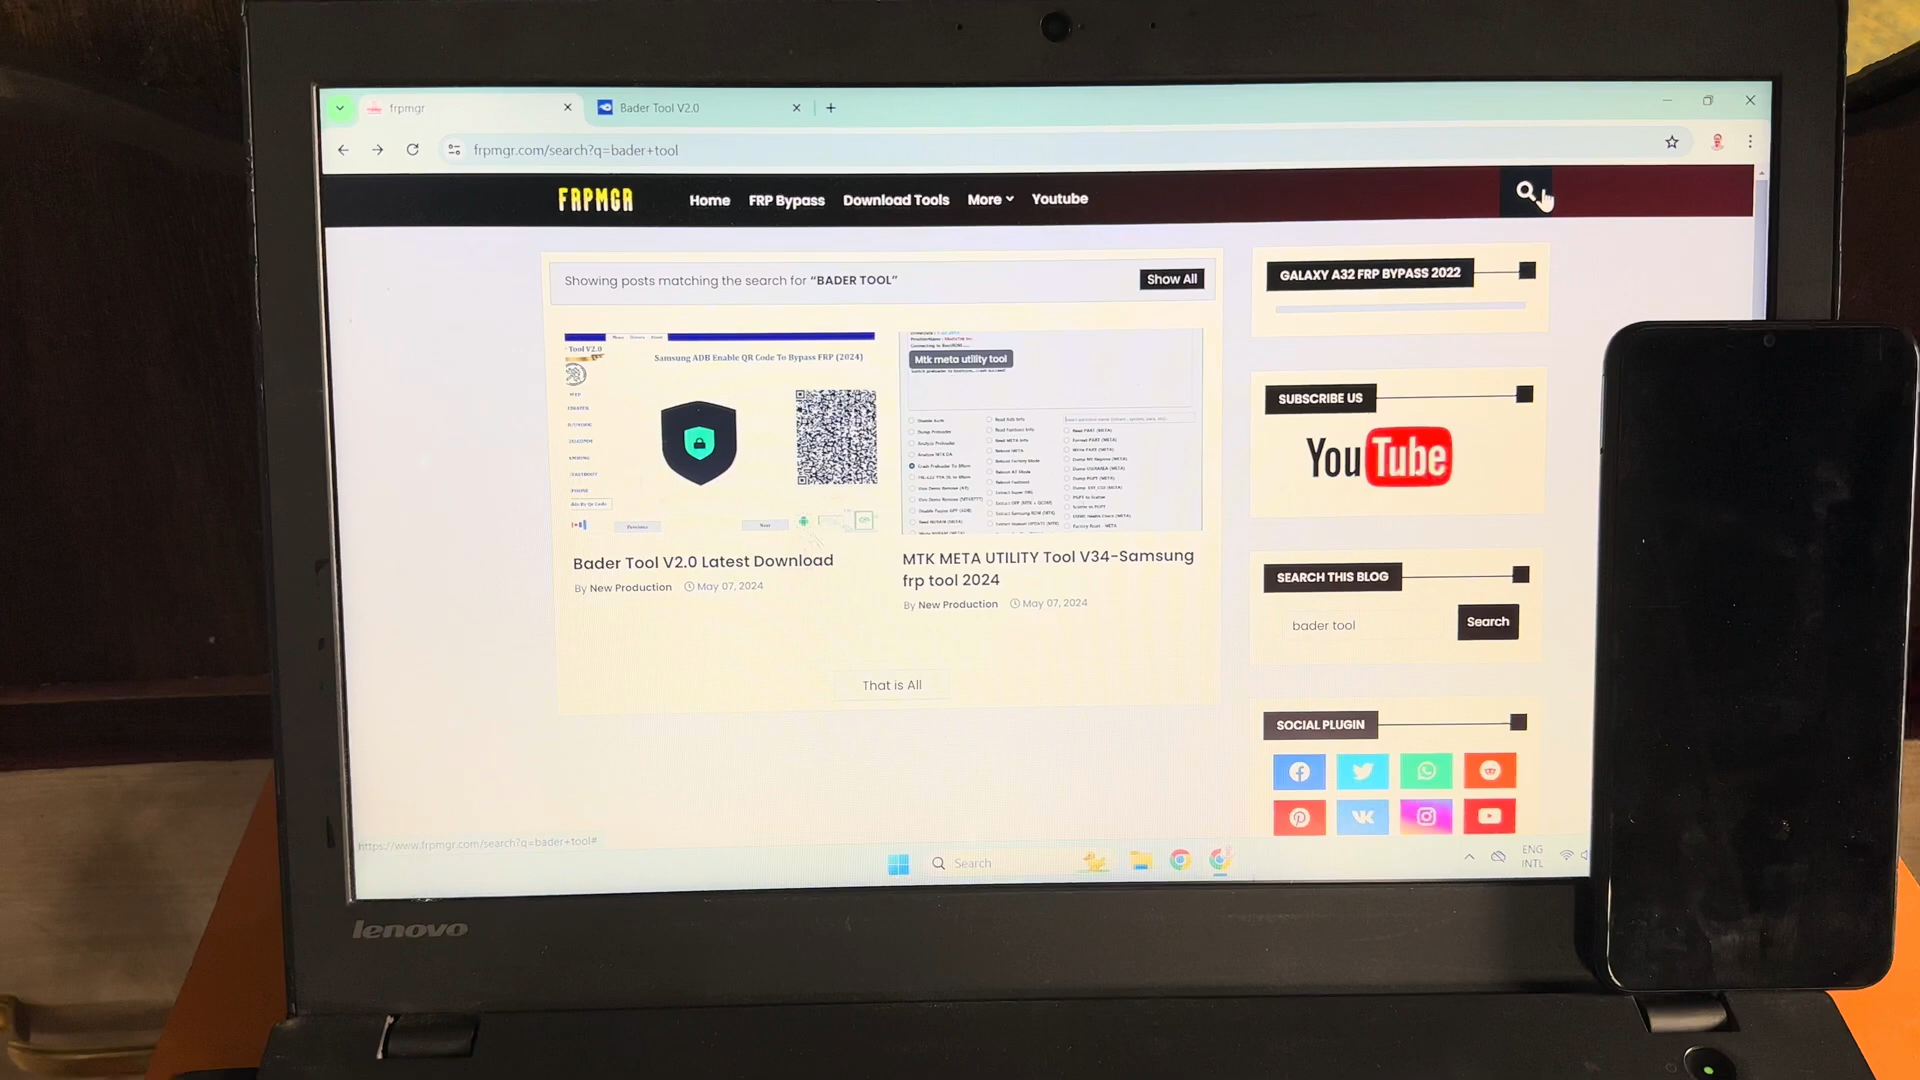 frpmgr
Bader Tool V2.0
frpmgr.com/search?q=bader+tool
FRPMGR
Home
FRP Bypass
Download Tools
More
Youtube
Showing posts matching the search for “BADER TOOL”
Show All
GALAXY A32 FRP BYPASS 2022
Tool V2.0
Samsung ADB Enable QR Code To Bypass FRP (2024)
Previous
Next
Mtk meta utility tool
Bader Tool V2.0 Latest Download
By New Production May 07, 2024
MTK META UTILITY Tool V34-Samsung
frp tool 2024
By New Production May 07, 2024
That is All
SUBSCRIBE US
YouTube
SEARCH THIS BLOG
bader tool
Search
SOCIAL PLUGIN
https://www.frpmgr.com/search?q=bader+tool#
Search
ENG
INTL
lenovo